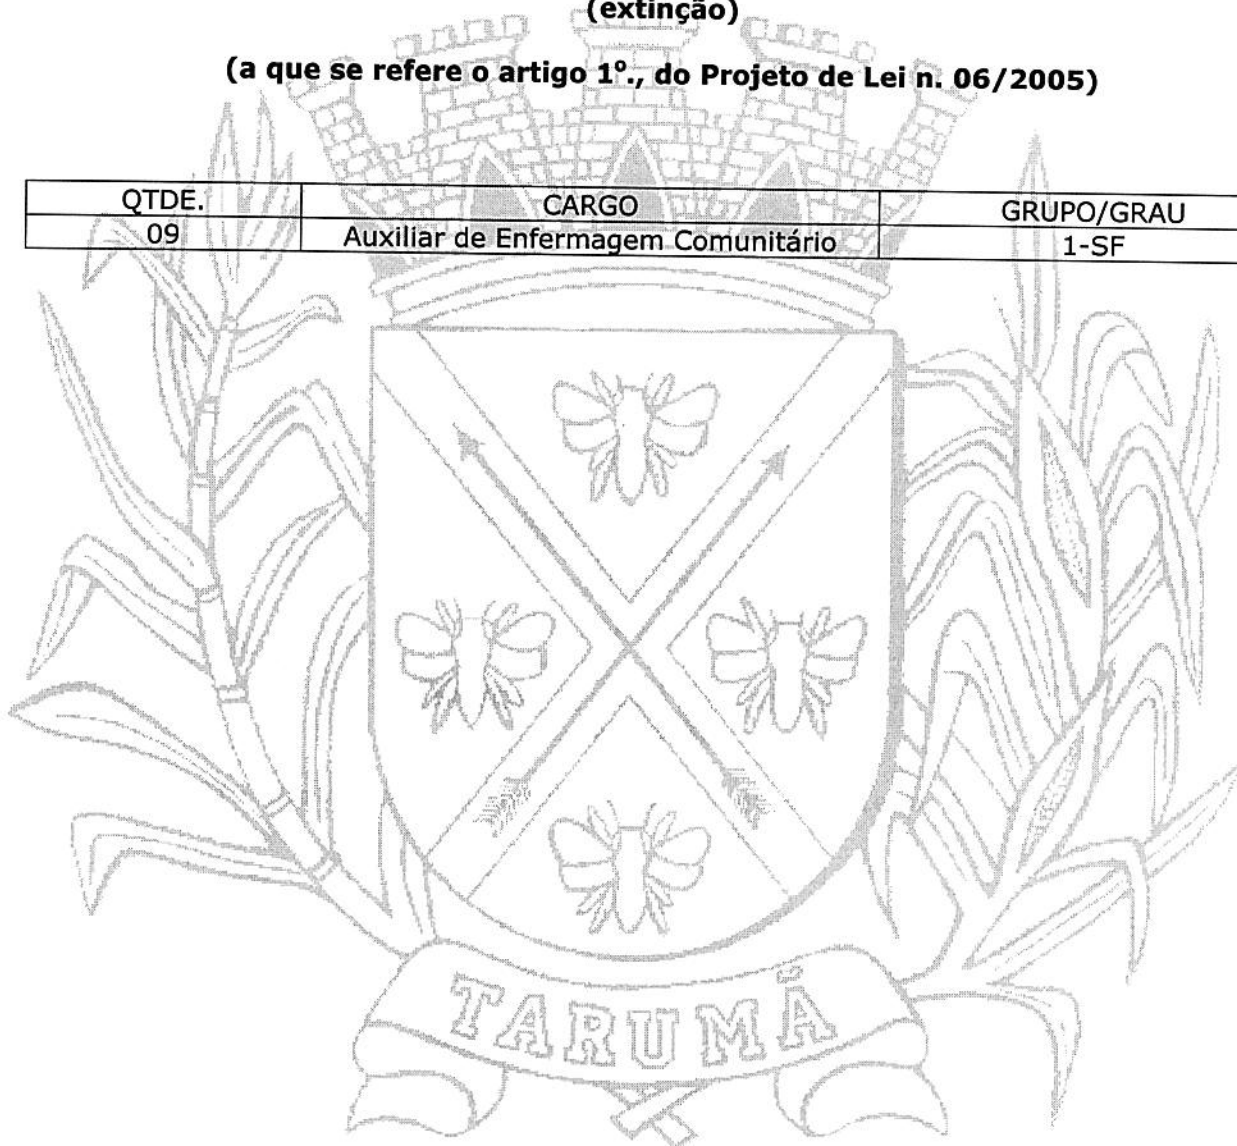 (extinção)
(a que se refere o artigo 1º., do Projeto de Lei n. 06/2005)
QTDE. CARGO GRUPO/GRAU
09 Auxiliar de Enfermagem Comunitário 1-SF
TARUMÃ